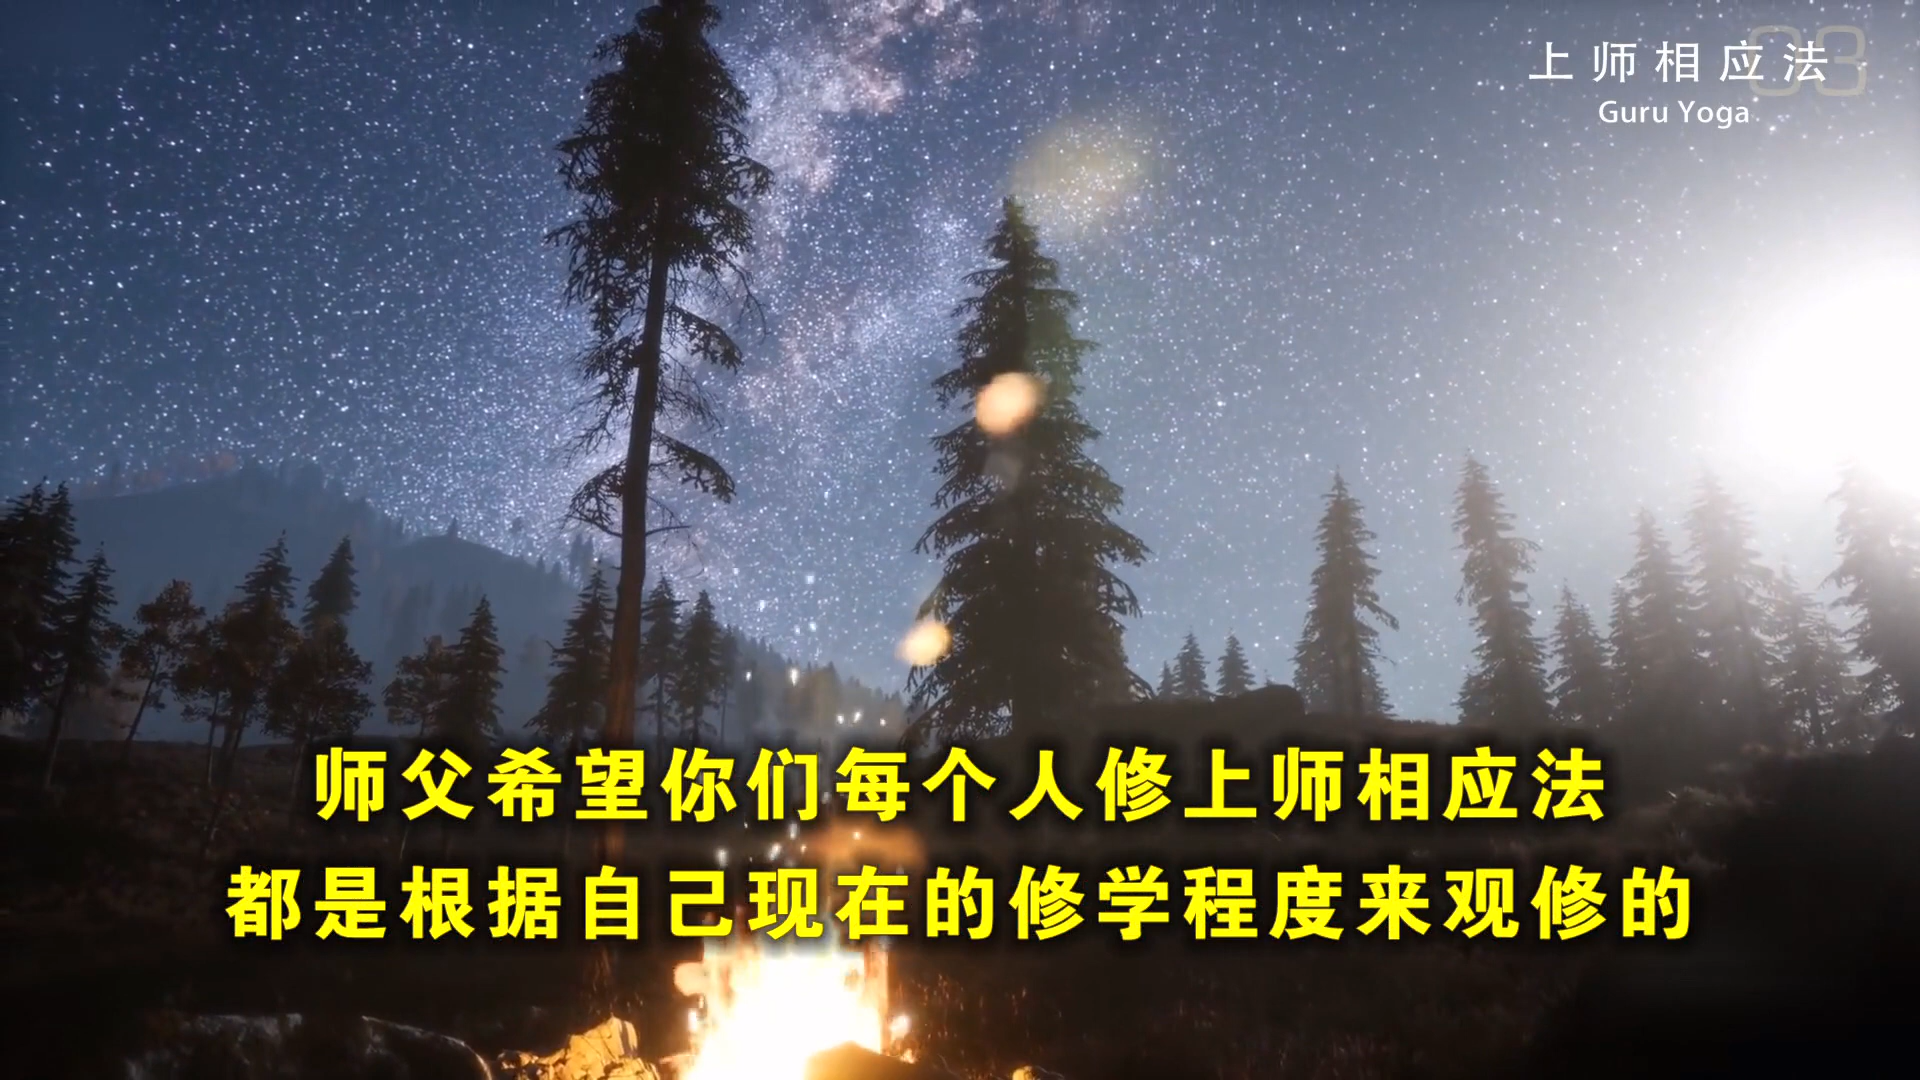 上师相应法
33
Guru Yoga
师父希望你们每个人修上师相应法
都是根据自己现在的修学程度来观修的